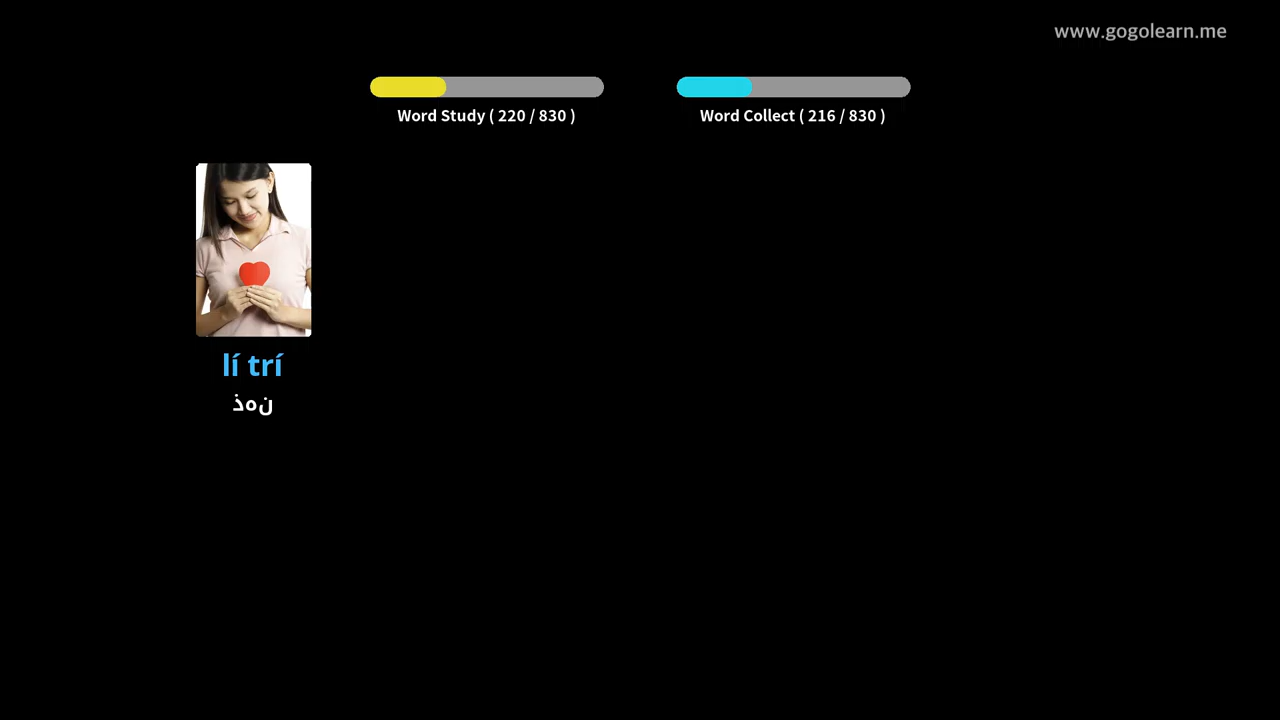 www.gogolearn.me
Word Study ( 220 / 830 )
Word Collect ( 216 / 830 )
lí trí
ذهن